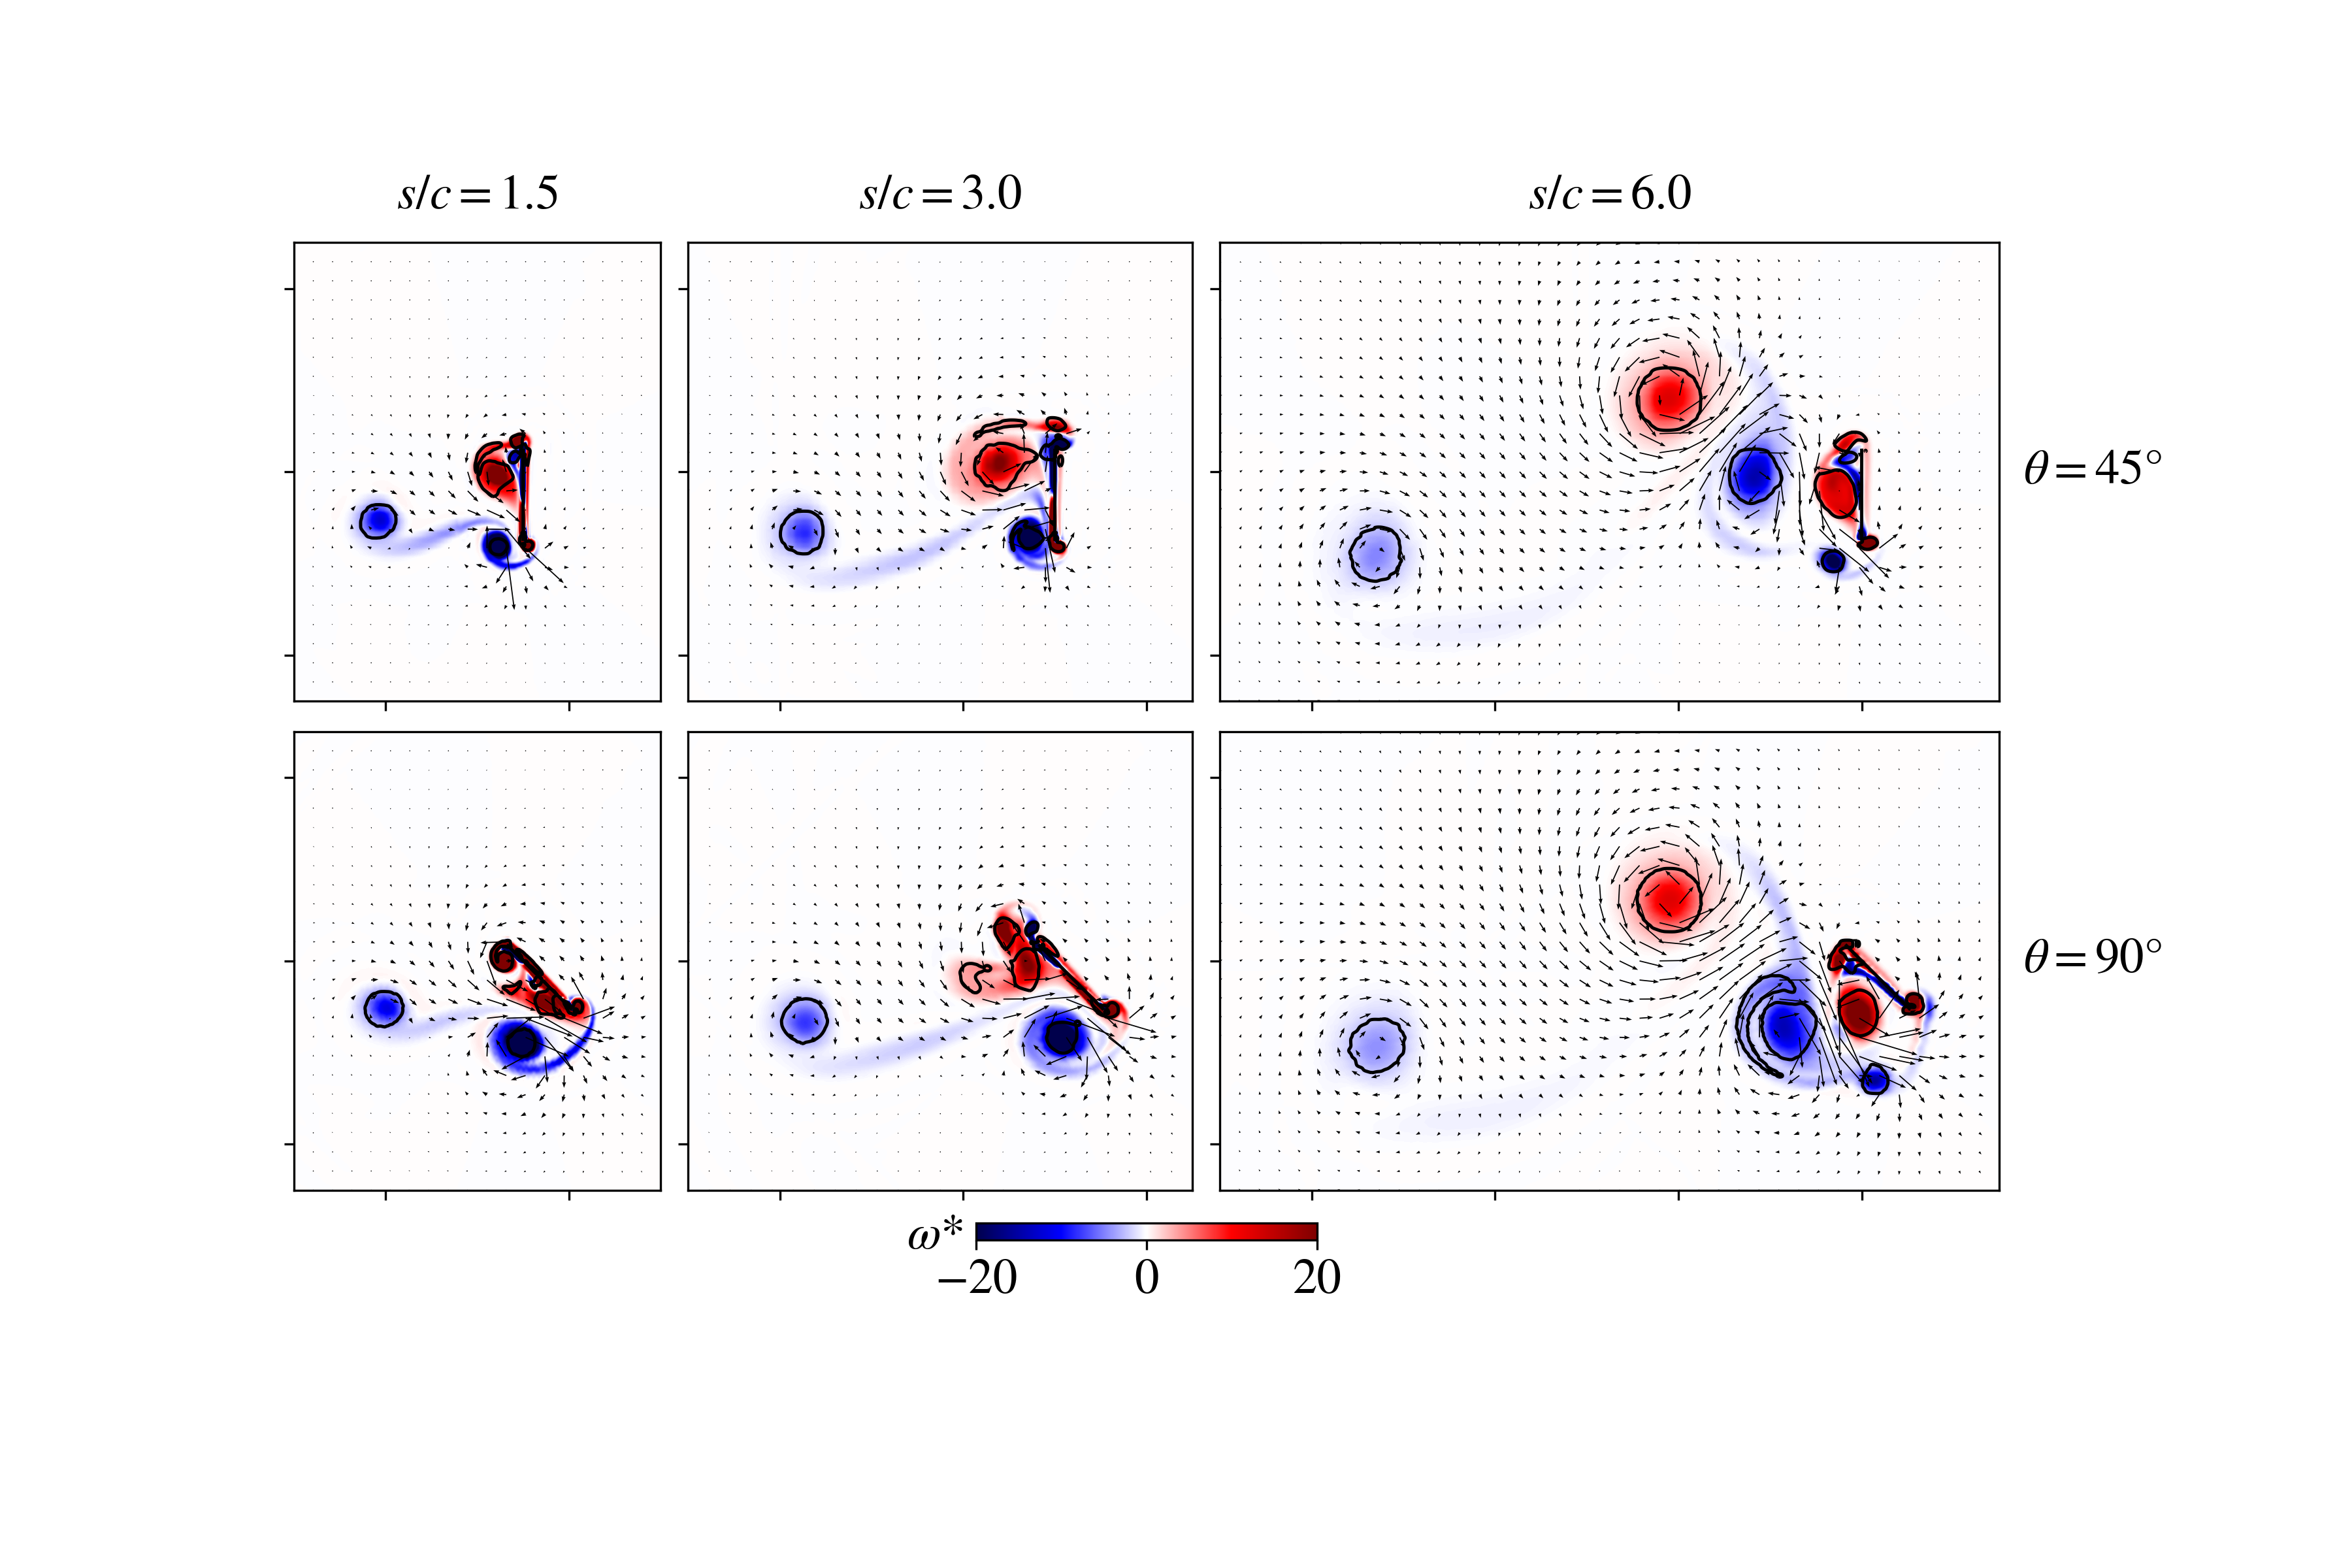 s/c = 1.5
s/c = 3.0
s/c = 6.0
θ = 45°
θ = 90°
ω*
−20 0 20